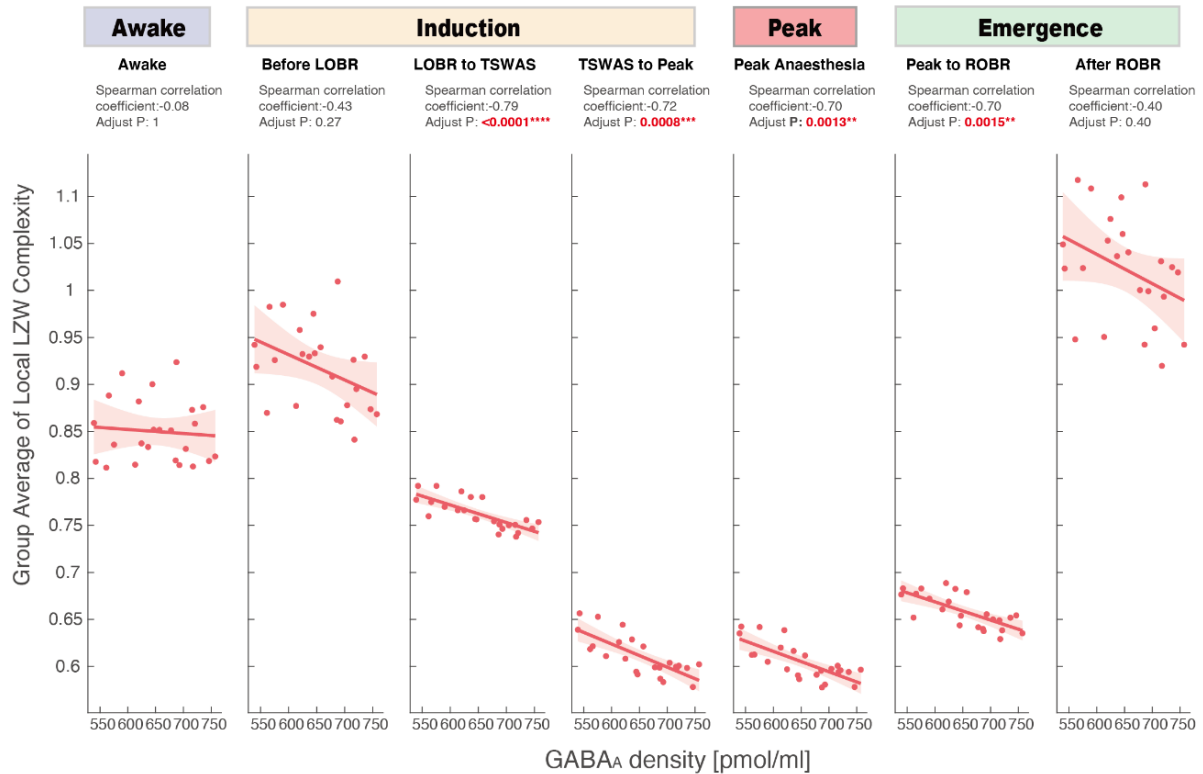 Awake
Induction
Peak
Emergence
Awake
Before LOBR
LOBR to TSWAS
TSWAS to Peak
Peak Anaesthesia
Peak to ROBR
After ROBR
Spearman correlation
coefficient:-0.08
Adjust P: 1
Spearman correlation
coefficient:-0.43
Adjust P: 0.27
Spearman correlation
coefficient:-0.79
Adjust P: <0.0001****
Spearman correlation
coefficient:-0.72
Adjust P: 0.0008***
Spearman correlation
coefficient:-0.70
Adjust P: 0.0013**
Spearman correlation
coefficient:-0.70
Adjust P: 0.0015**
Spearman correlation
coefficient:-0.40
Adjust P: 0.40
Group Average of Local LZW Complexity
1.1
1.05
1
0.95
0.9
0.85
0.8
0.75
0.7
0.65
0.6
550 600 650 700 750
550 600 650 700 750
550 600 650 700 750
550 600 650 700 750
550 600 650 700 750
550 600 650 700 750
550 600 650 700 750
GABAA density [pmol/ml]